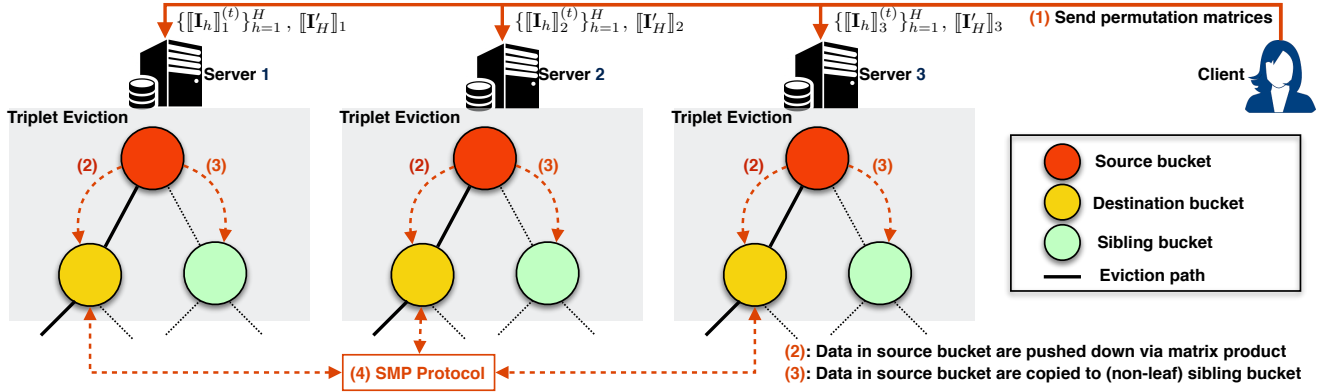 {[[I_h]]_1^(t)}_{h=1}^H, [[I'_H]]_1
{[[I_h]]_2^(t)}_{h=1}^H, [[I'_H]]_2
{[[I_h]]_3^(t)}_{h=1}^H, [[I'_H]]_3
(1) Send permutation matrices
Server 1
Server 2
Server 3
Client
Triplet Eviction
Triplet Eviction
Triplet Eviction
(2)
(3)
(2)
(3)
(2)
(3)
Source bucket
Destination bucket
Sibling bucket
Eviction path
(4) SMP Protocol
(2): Data in source bucket are pushed down via matrix product
(3): Data in source bucket are copied to (non-leaf) sibling bucket